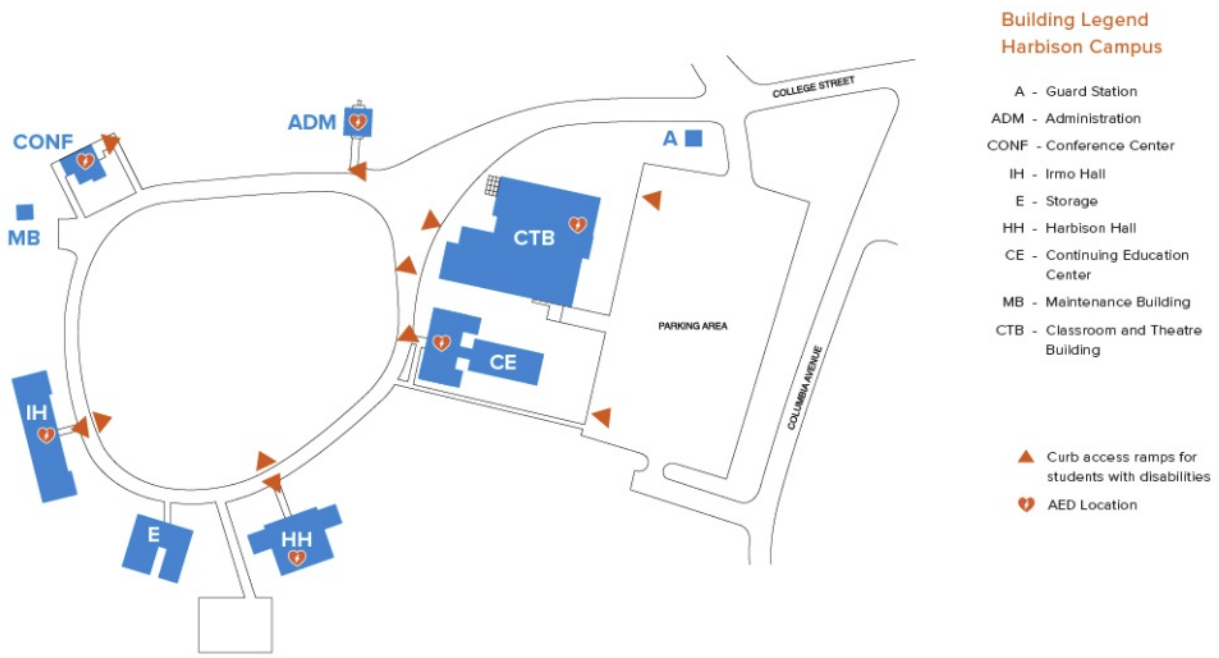 Building Legend
Harbison Campus
A - Guard Station
ADM - Administration
CONF - Conference Center
IH - Irmo Hall
E - Storage
HH - Harbison Hall
CE - Continuing Education
Center
MB - Maintenance Building
CTB - Classroom and Theatre
Building
Curb access ramps for
students with disabilities
AED Location
COLLEGE STREET
ADM
A
CONF
MB
CTB
PARKING AREA
CE
COLUMBIA AVENUE
IH
E
HH